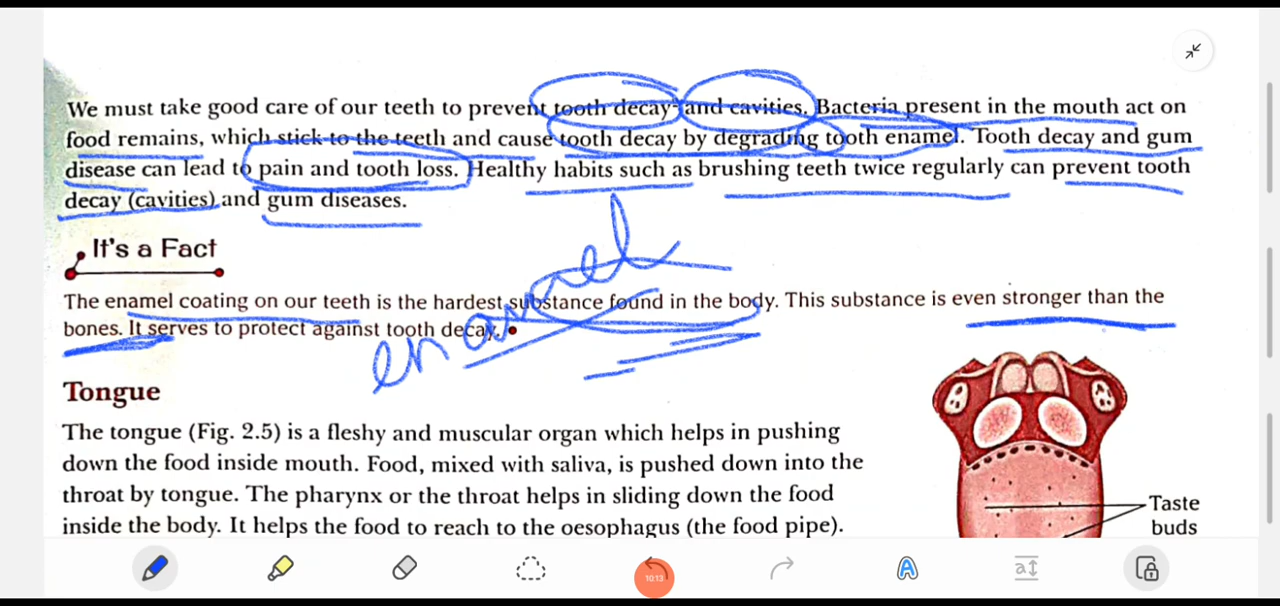 We must take good care of our teeth to prevent tooth decay and cavities. Bacteria present in the mouth act on
food remains, which stick to the teeth and cause tooth decay by degrading tooth enamel. Tooth decay and gum
disease can lead to pain and tooth loss. Healthy habits such as brushing teeth twice regularly can prevent tooth
decay (cavities) and gum diseases.
It's a Fact
The enamel coating on our teeth is the hardest substance found in the body. This substance is even stronger than the
bones. It serves to protect against tooth decay.
Tongue
The tongue (Fig. 2.5) is a fleshy and muscular organ which helps in pushing
down the food inside mouth. Food, mixed with saliva, is pushed down into the
throat by tongue. The pharynx or the throat helps in sliding down the food
inside the body. It helps the food to reach to the oesophagus (the food pipe).
Taste
buds
10:13